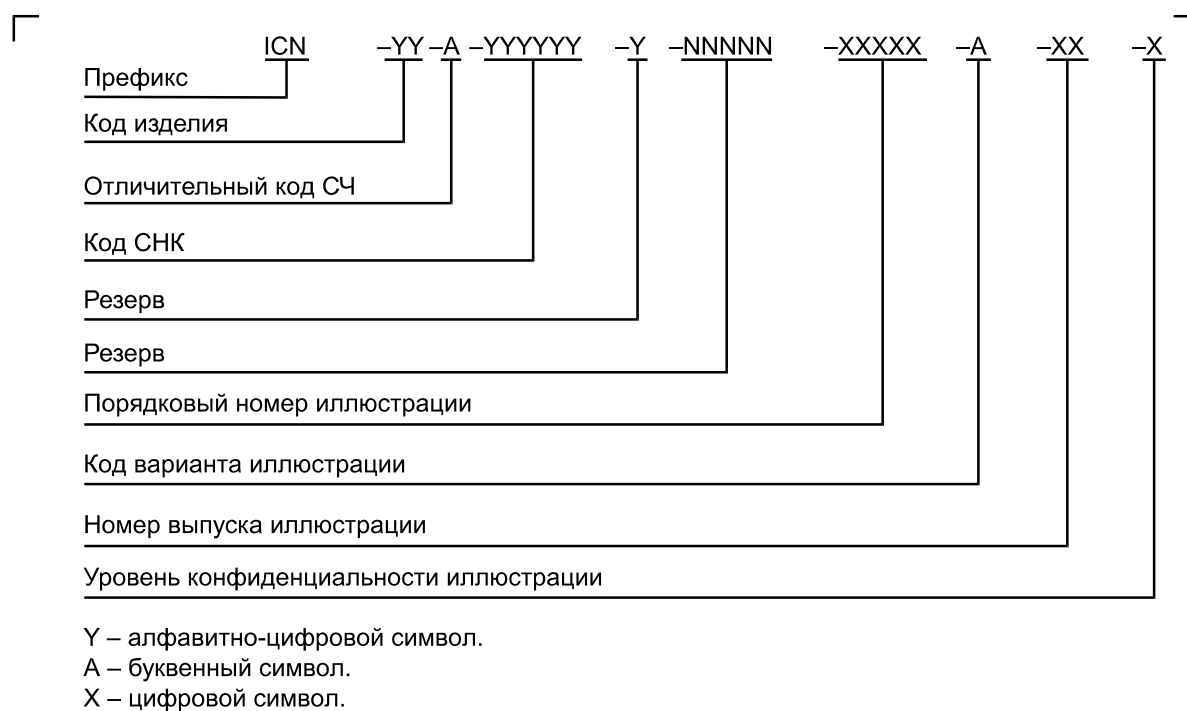 ICN –YY –A –YYYYYY –Y –NNNNN –XXXXX –A –XX –X
Префикс
Код изделия
Отличительный код СЧ
Код СНК
Резерв
Резерв
Порядковый номер иллюстрации
Код варианта иллюстрации
Номер выпуска иллюстрации
Уровень конфиденциальности иллюстрации
Y – алфавитно-цифровой символ.
A – буквенный символ.
X – цифровой символ.